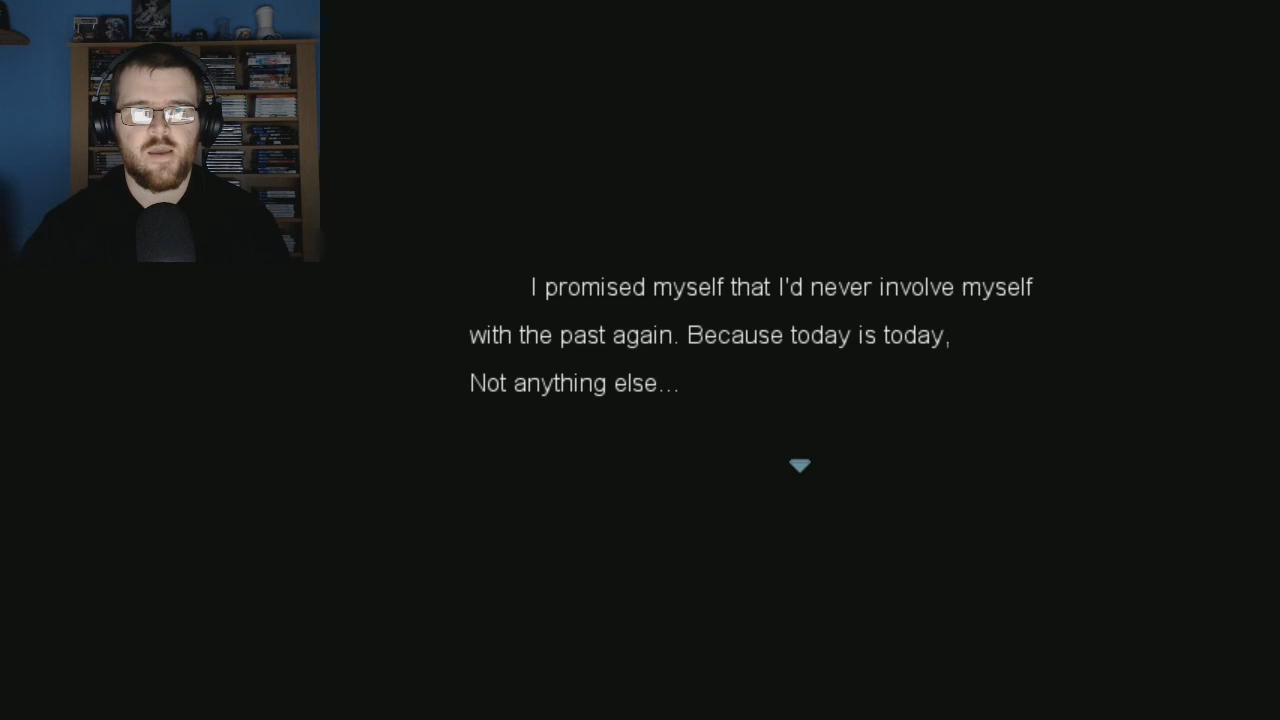 I promised myself that I'd never involve myself
with the past again. Because today is today,
Not anything else...